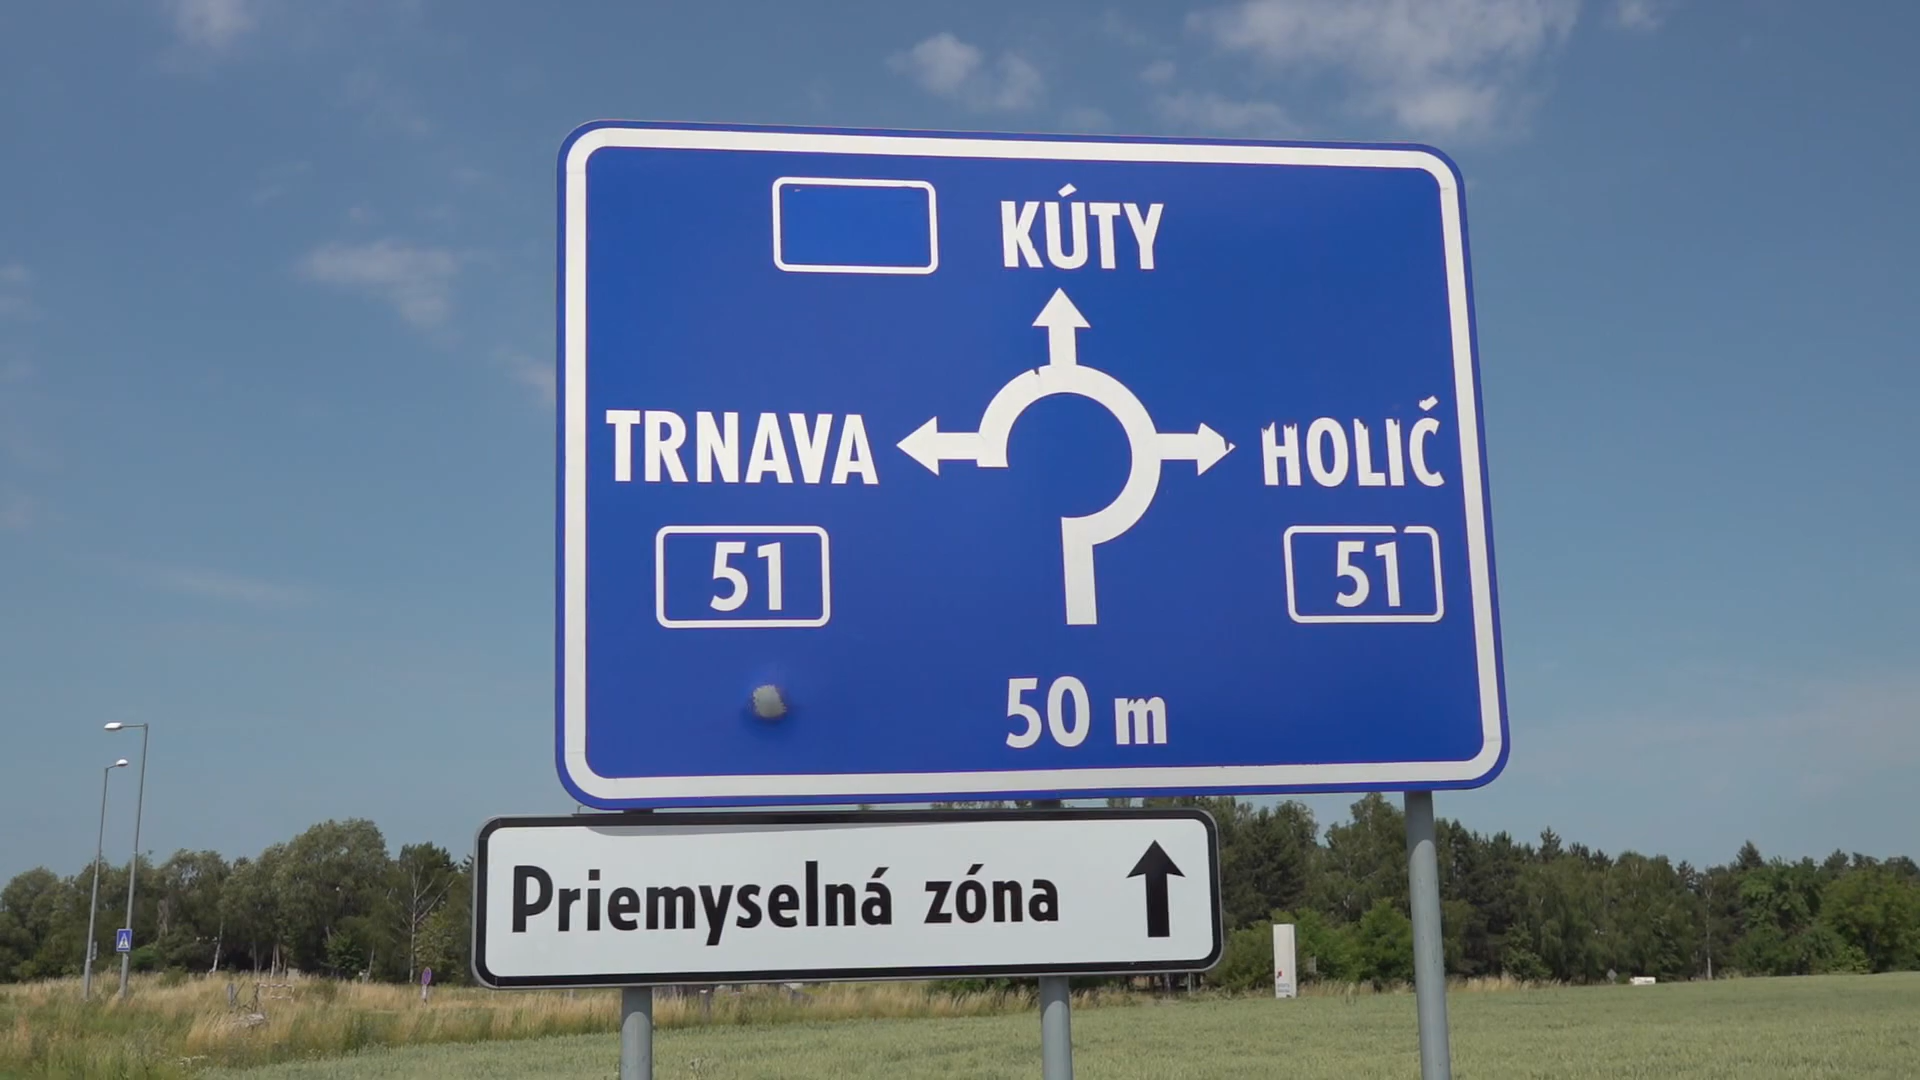 KÚTY
TRNAVA
HOLIČ
51
51
50 m
Priemyselná zóna